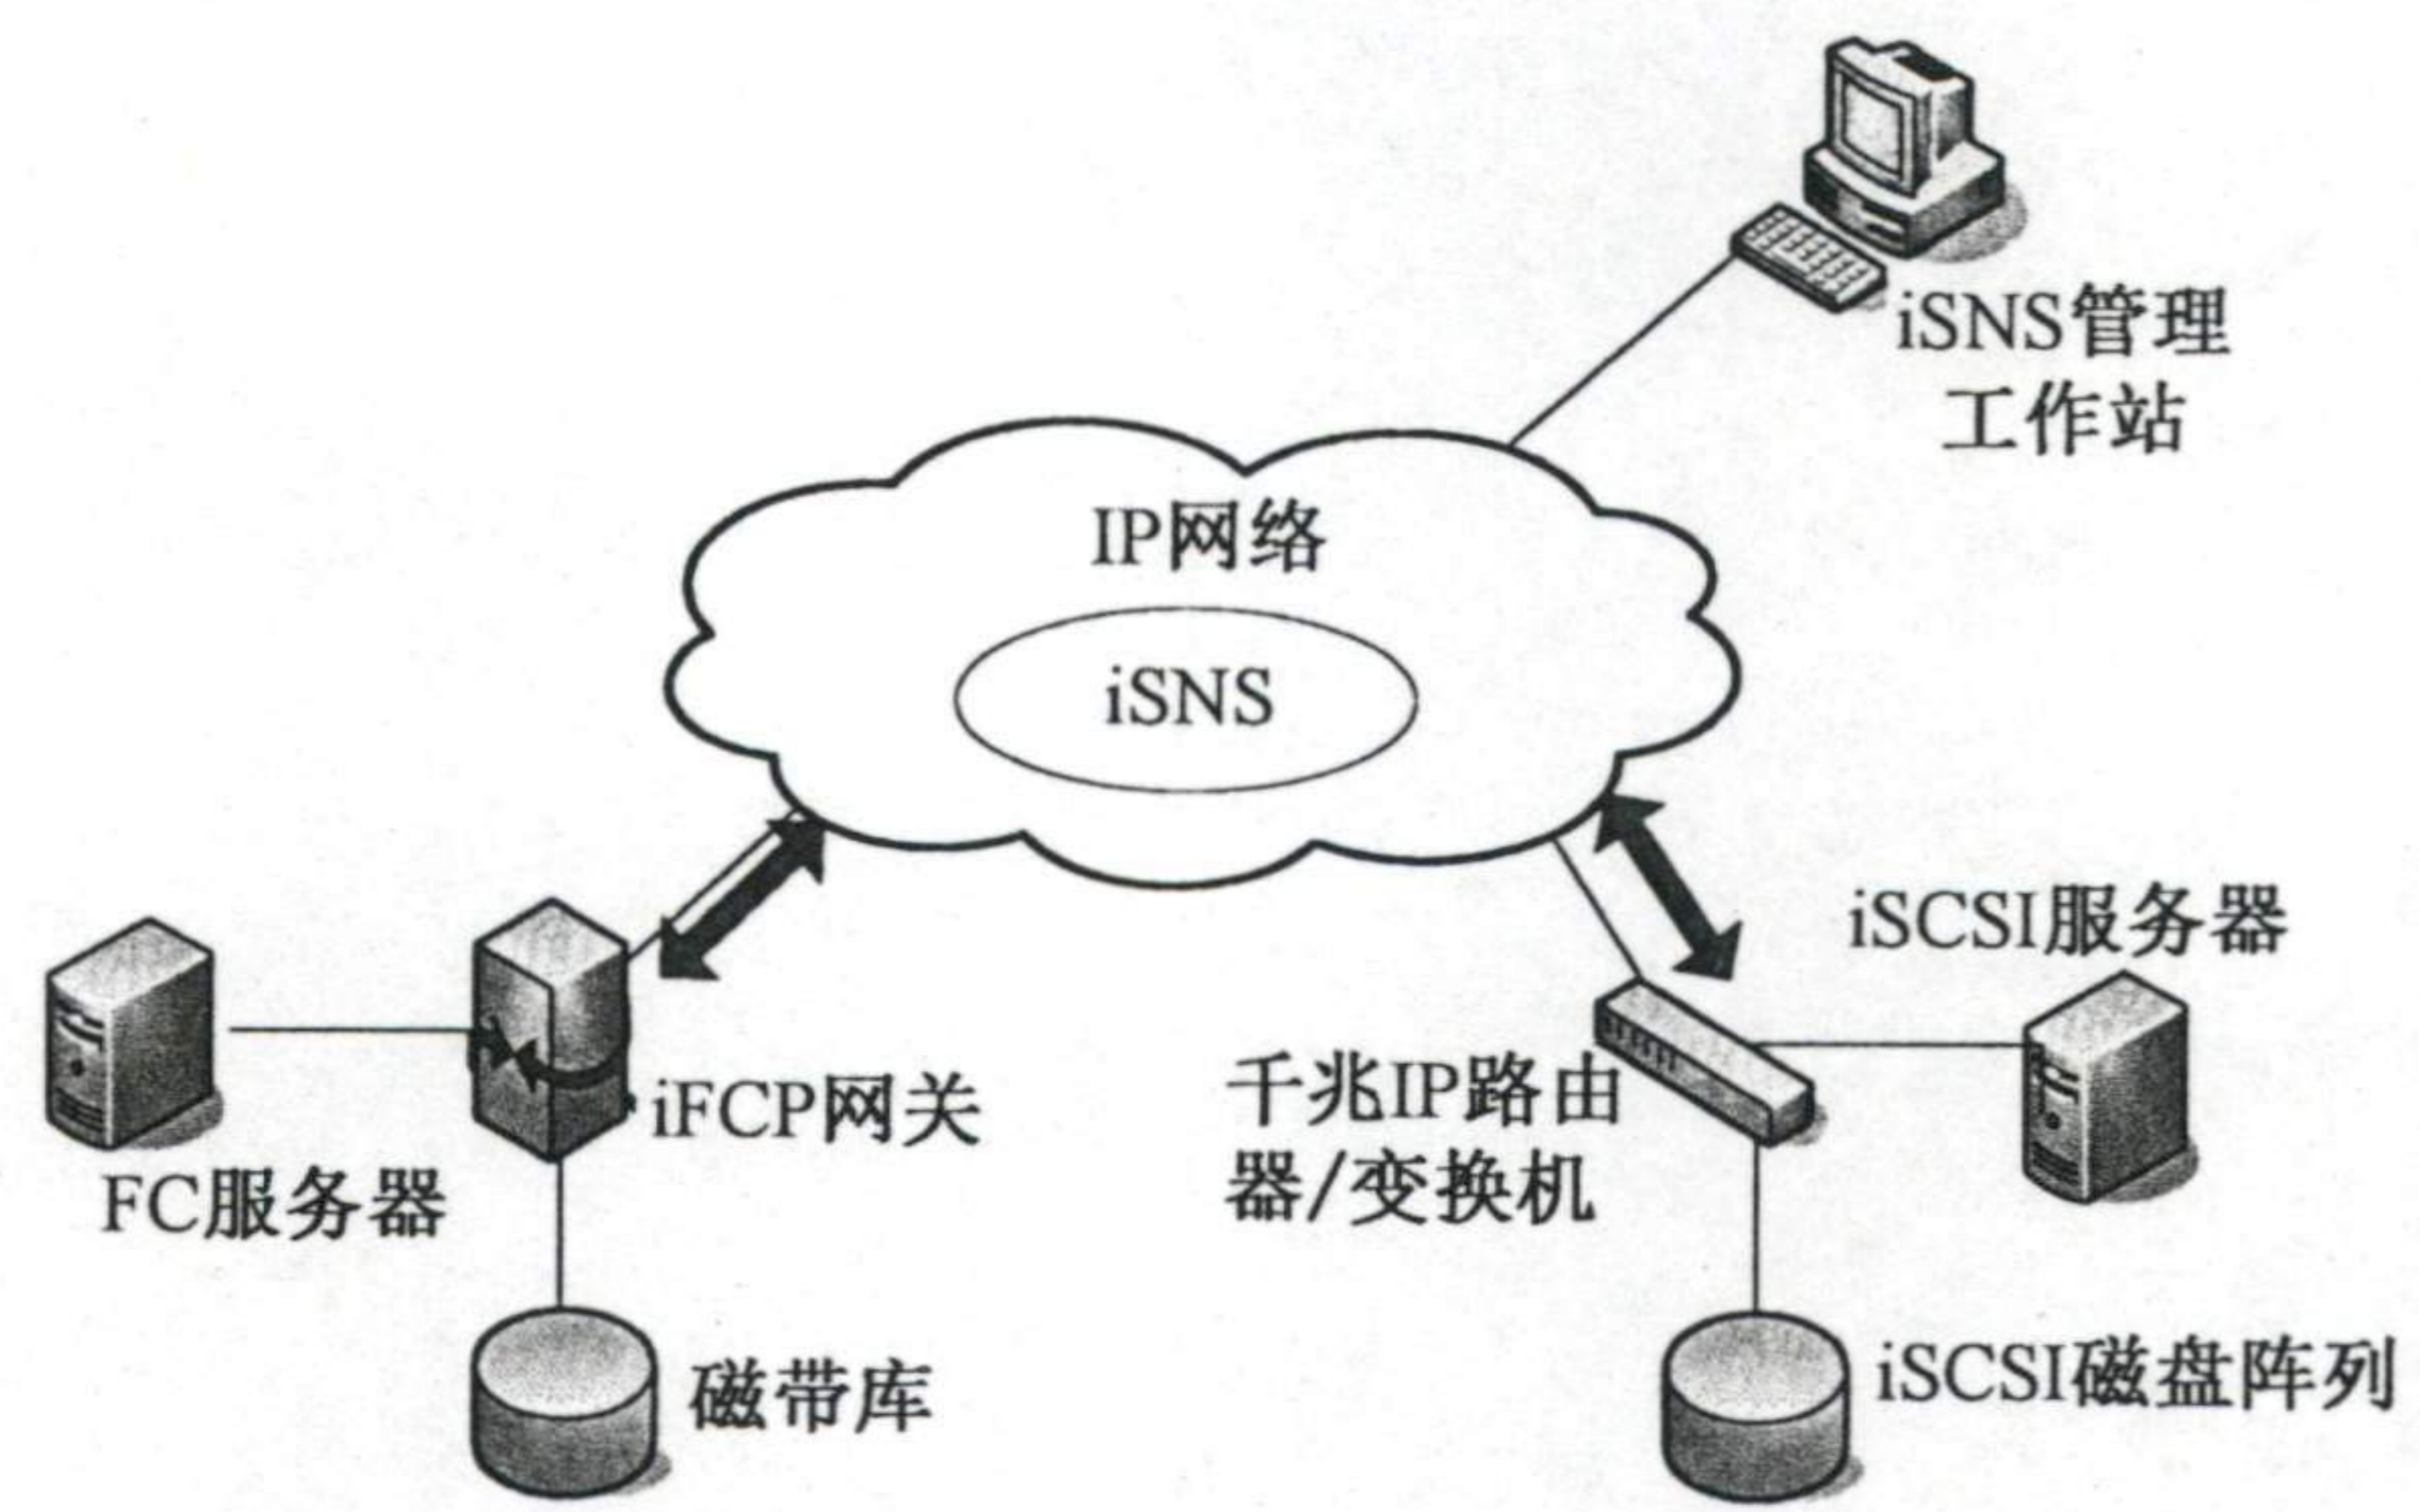 iSNS管理
工作站
IP网络
iSNS
iSCSI服务器
iFCP网关
千兆IP路由
器/变换机
FC服务器
磁带库
iSCSI磁盘阵列